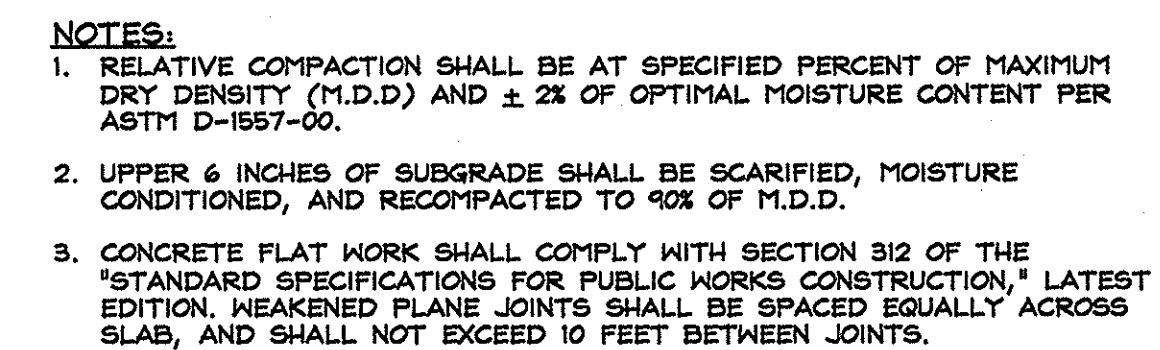 NOTES:
1. RELATIVE COMPACTION SHALL BE AT SPECIFIED PERCENT OF MAXIMUM
DRY DENSITY (M.D.D) AND ± 2% OF OPTIMAL MOISTURE CONTENT PER
ASTM D-1557-00.
2. UPPER 6 INCHES OF SUBGRADE SHALL BE SCARIFIED, MOISTURE
CONDITIONED, AND RECOMPACTED TO 90% OF M.D.D.
3. CONCRETE FLAT WORK SHALL COMPLY WITH SECTION 312 OF THE
"STANDARD SPECIFICATIONS FOR PUBLIC WORKS CONSTRUCTION," LATEST
EDITION. WEAKENED PLANE JOINTS SHALL BE SPACED EQUALLY ACROSS
SLAB, AND SHALL NOT EXCEED 10 FEET BETWEEN JOINTS.